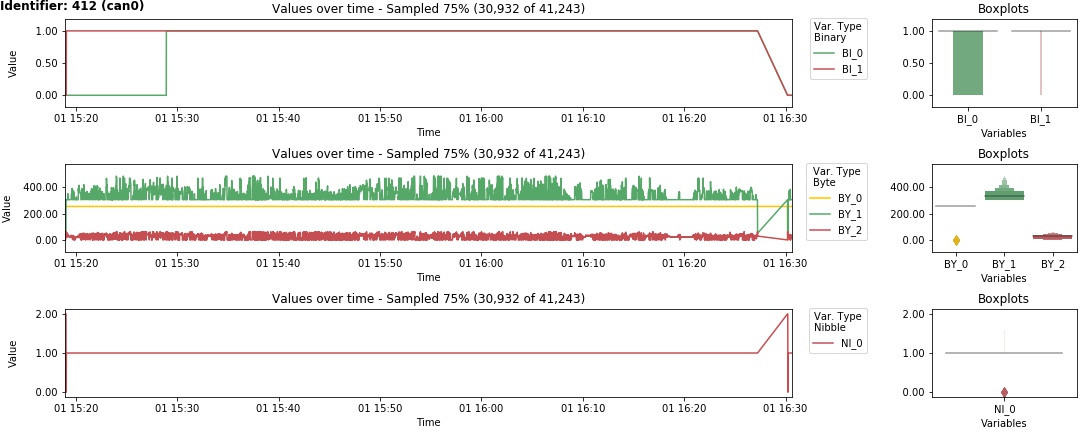 Identifier: 412 (can0)
Values over time - Sampled 75% (30,932 of 41,243)
Value
1.00
0.50
0.00
01 15:20 01 15:30 01 15:40 01 15:50 01 16:00 01 16:10 01 16:20 01 16:30
Time
Var. Type
Binary
BI_0
BI_1
Boxplots
1.00
0.50
0.00
BI_0 BI_1
Variables
Values over time - Sampled 75% (30,932 of 41,243)
Value
400.00
200.00
0.00
01 15:20 01 15:30 01 15:40 01 15:50 01 16:00 01 16:10 01 16:20 01 16:30
Time
Var. Type
Byte
BY_0
BY_1
BY_2
Boxplots
400.00
200.00
0.00
BY_0 BY_1 BY_2
Variables
Values over time - Sampled 75% (30,932 of 41,243)
Value
2.00
1.00
0.00
01 15:20 01 15:30 01 15:40 01 15:50 01 16:00 01 16:10 01 16:20 01 16:30
Time
Var. Type
Nibble
NI_0
Boxplots
2.00
1.00
0.00
NI_0
Variables